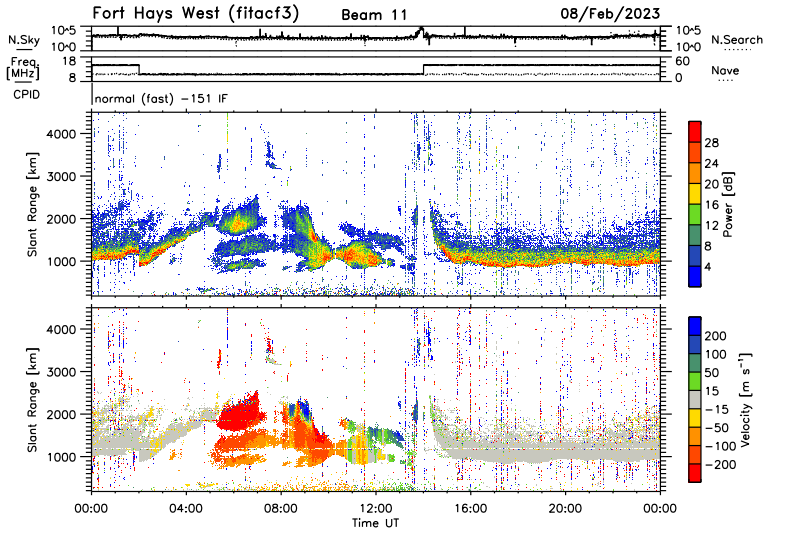 Fort Hays West (fitacf3) Beam 11 08/Feb/2023
N.Sky 10^5 10^0 10^5 10^0 N.Search
Freq. [MHz] 18 8 60 0 Nave
CPID normal (fast) -151 IF
Slant Range [km] 4000 3000 2000 1000
28 24 20 16 12 8 4 Power [dB]
Slant Range [km] 4000 3000 2000 1000
200 100 50 15 -15 -50 -100 -200 Velocity [m s⁻¹]
00:00 04:00 08:00 12:00 16:00 20:00 00:00
Time UT